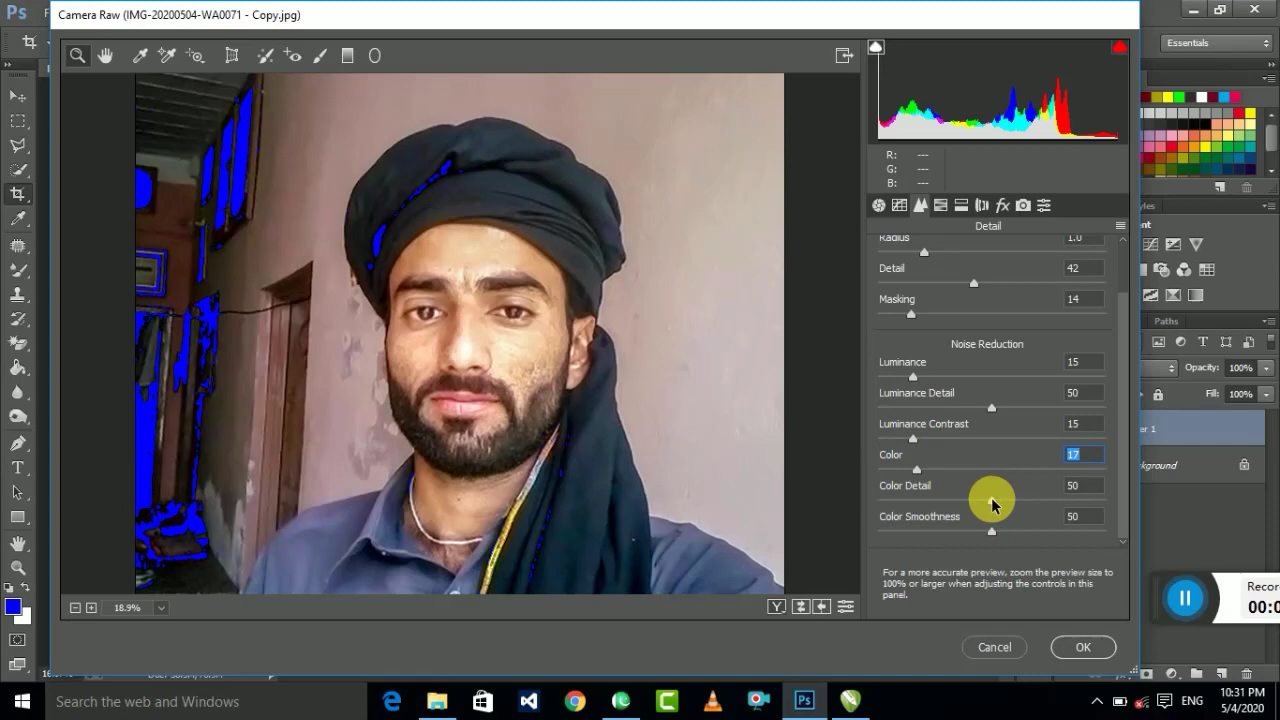 Ps
Camera Raw (IMG-20200504-WA0071 - Copy.jpg)
Essentials
R: ---
G: ---
B: ---
Detail
Radius 1.0
Detail 42
Masking 14
Noise Reduction
Luminance 15
Luminance Detail 50
Luminance Contrast 15
Color 17
Color Detail 50
Color Smoothness 50
For a more accurate preview, zoom the preview size to
100% or larger when adjusting the controls in this
panel.
Y
18.9%
Cancel OK
Paths
Opacity: 100%
Fill: 100%
fx
T
Search the web and Windows
Ps
ENG
10:31 PM
5/4/2020